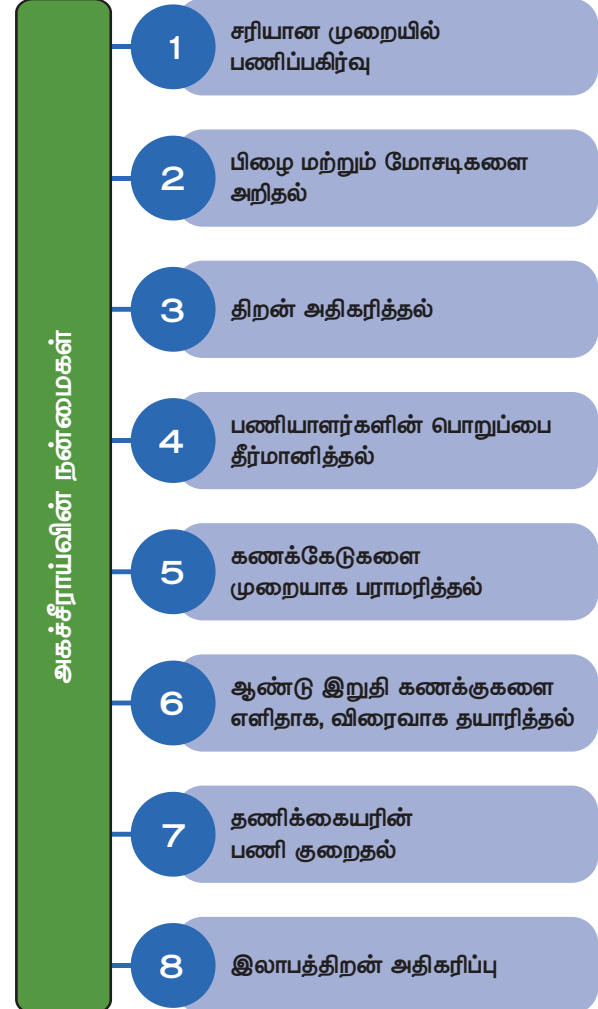 அகச்சீராய்வின் நன்மைகள்
1
சரியான முறையில்
பணிப்பகிர்வு
2
பிழை மற்றும் மோசடிகளை
அறிதல்
3
திறன் அதிகரித்தல்
4
பணியாளர்களின் பொறுப்பை
தீர்மானித்தல்
5
கணக்கேடுகளை
முறையாக பராமரித்தல்
6
ஆண்டு இறுதி கணக்குகளை
எளிதாக, விரைவாக தயாரித்தல்
7
தணிக்கையரின்
பணி குறைதல்
8
இலாபத்திறன் அதிகரிப்பு